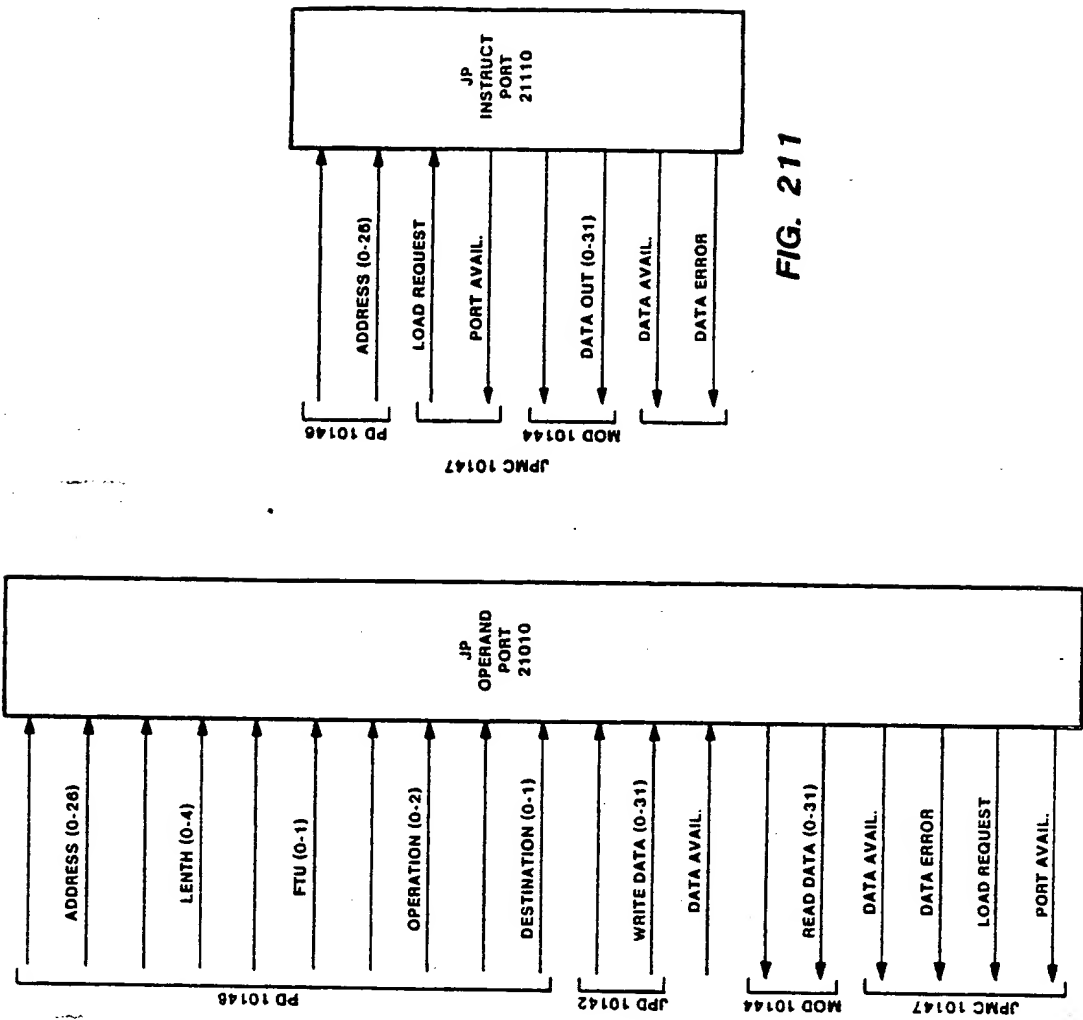 JP
INSTRUCT
PORT
21110
ADDRESS (0-26)
LOAD REQUEST
PORT AVAIL.
DATA OUT (0-31)
DATA AVAIL.
DATA ERROR
PD 10146
MOD 10144
JPMC 10147
FIG. 211
JP
OPERAND
PORT
21010
ADDRESS (0-26)
LENTH (0-4)
FTU (0-1)
OPERATION (0-2)
DESTINATION (0-1)
WRITE DATA (0-31)
DATA AVAIL.
READ DATA (0-31)
DATA AVAIL.
DATA ERROR
LOAD REQUEST
PORT AVAIL.
PD 10146
JPD 10142
MOD 10144
JPMC 10147